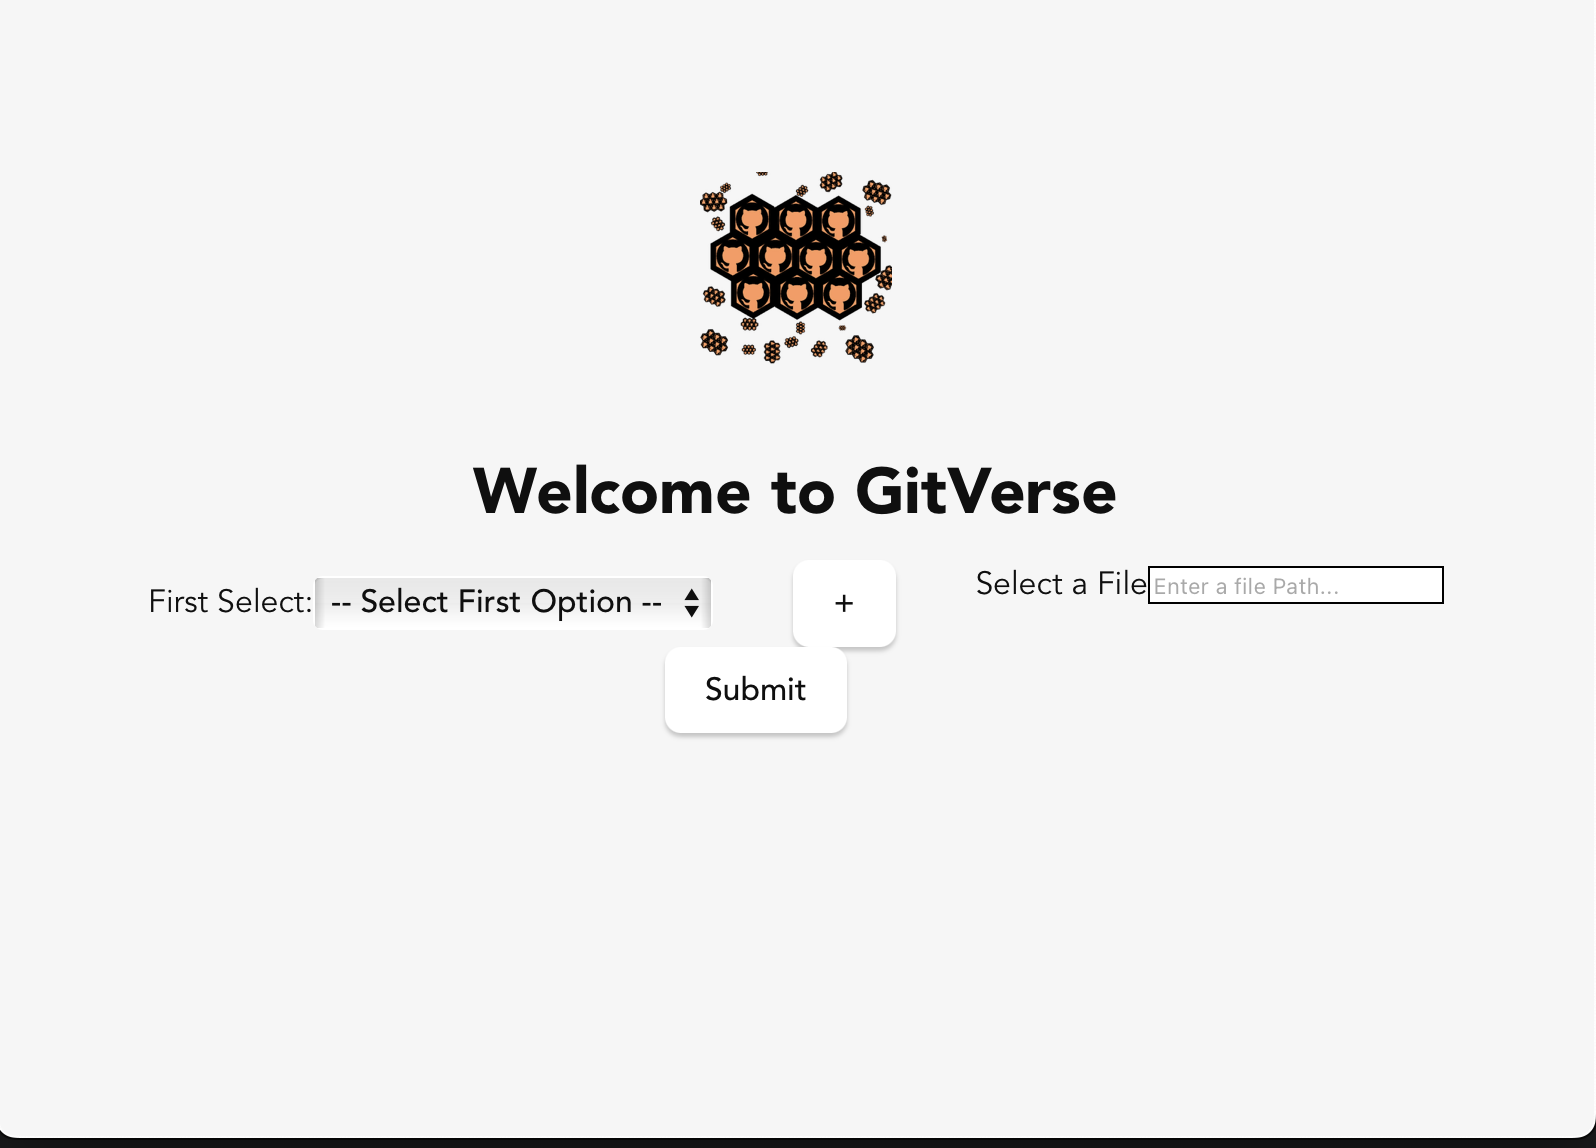 Welcome to GitVerse
First Select: -- Select First Option -- + Select a File Enter a file Path...
Submit